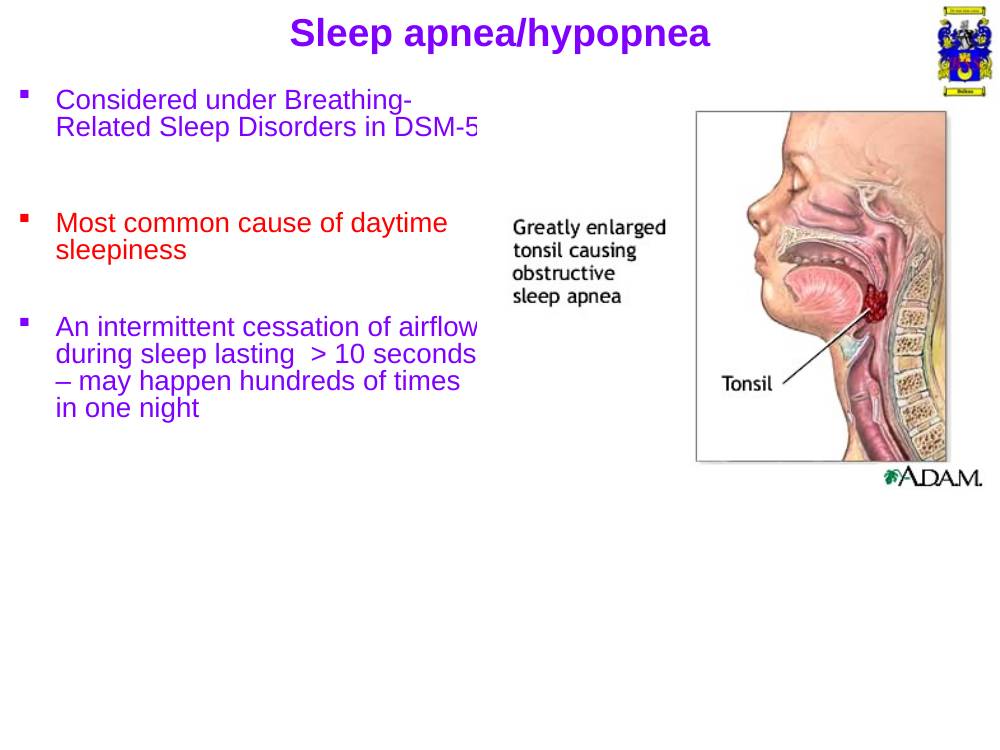 Sleep apnea/hypopnea
▪ Considered under Breathing-
Related Sleep Disorders in DSM-5
▪ Most common cause of daytime
sleepiness
▪ An intermittent cessation of airflow
during sleep lasting  > 10 seconds
– may happen hundreds of times
in one night
Greatly enlarged
tonsil causing
obstructive
sleep apnea
Tonsil
A.D.A.M.